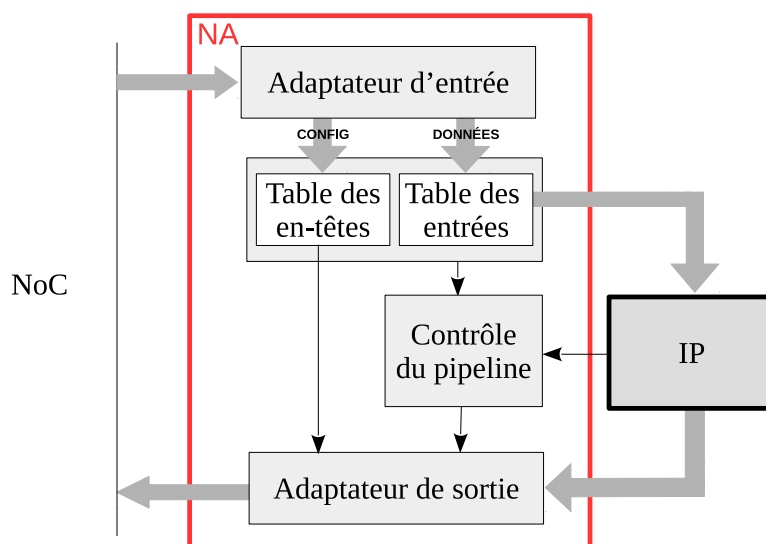 NA
Adaptateur d’entrée
CONFIG
DONNÉES
Table des
en-têtes
Table des
entrées
NoC
Contrôle
du pipeline
IP
Adaptateur de sortie